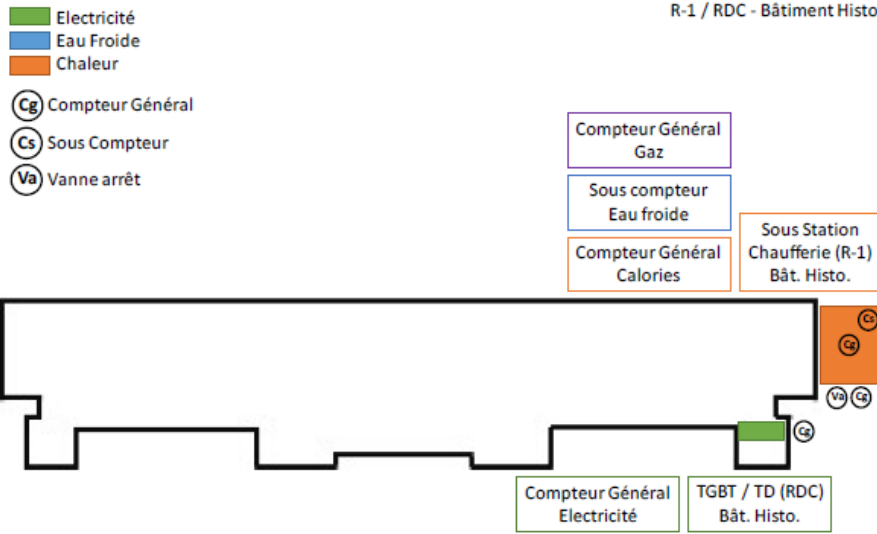 R-1 / RDC - Bâtiment Histo
Electricité
Eau Froide
Chaleur
Cg Compteur Général
Cs Sous Compteur
Va Vanne arrêt
Compteur Général
Gaz
Sous compteur
Eau froide
Compteur Général
Calories
Sous Station
Chaufferie (R-1)
Bât. Histo.
Cs
Cg
Va Cg
Cg
Compteur Général
Electricité
TGBT / TD (RDC)
Bât. Histo.